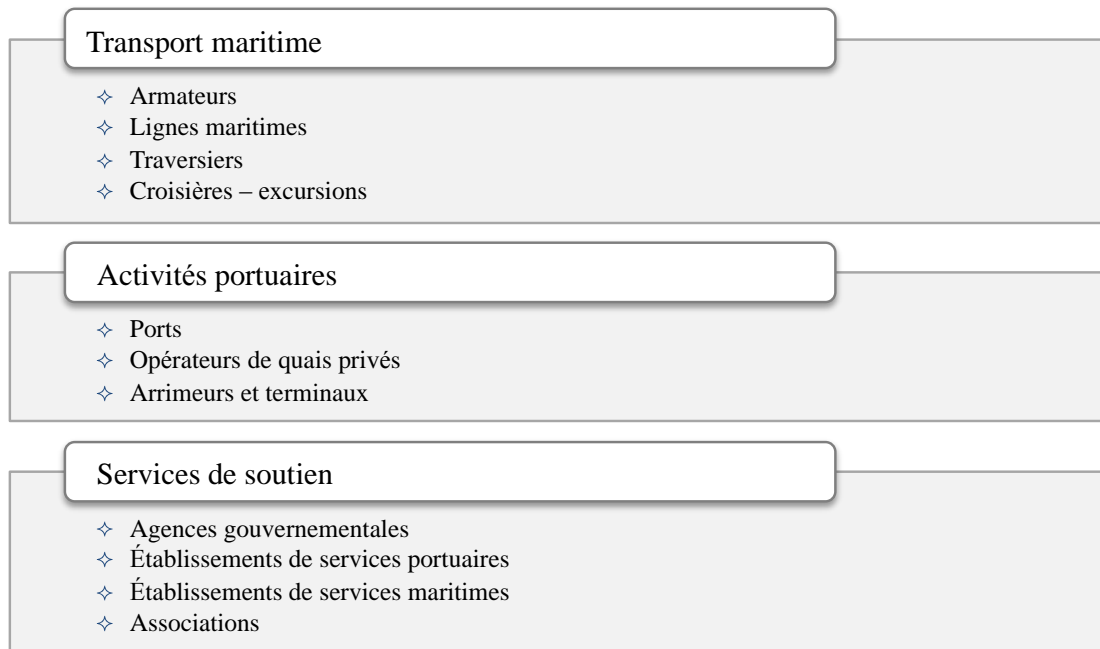 Transport maritime
✧ Armateurs
✧ Lignes maritimes
✧ Traversiers
✧ Croisières – excursions
Activités portuaires
✧ Ports
✧ Opérateurs de quais privés
✧ Arrimeurs et terminaux
Services de soutien
✧ Agences gouvernementales
✧ Établissements de services portuaires
✧ Établissements de services maritimes
✧ Associations